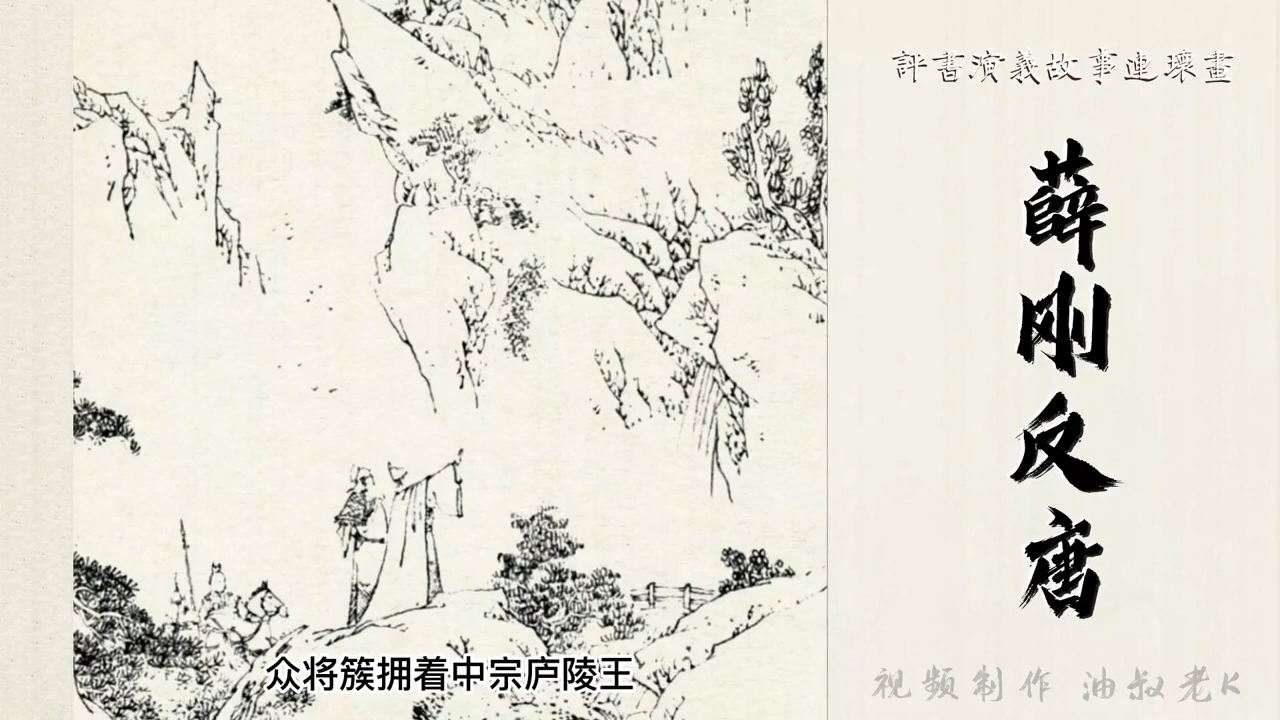 評書演義故事連環畫
薛刚反唐
众将簇拥着中宗庐陵王
视频制作 油叔老K